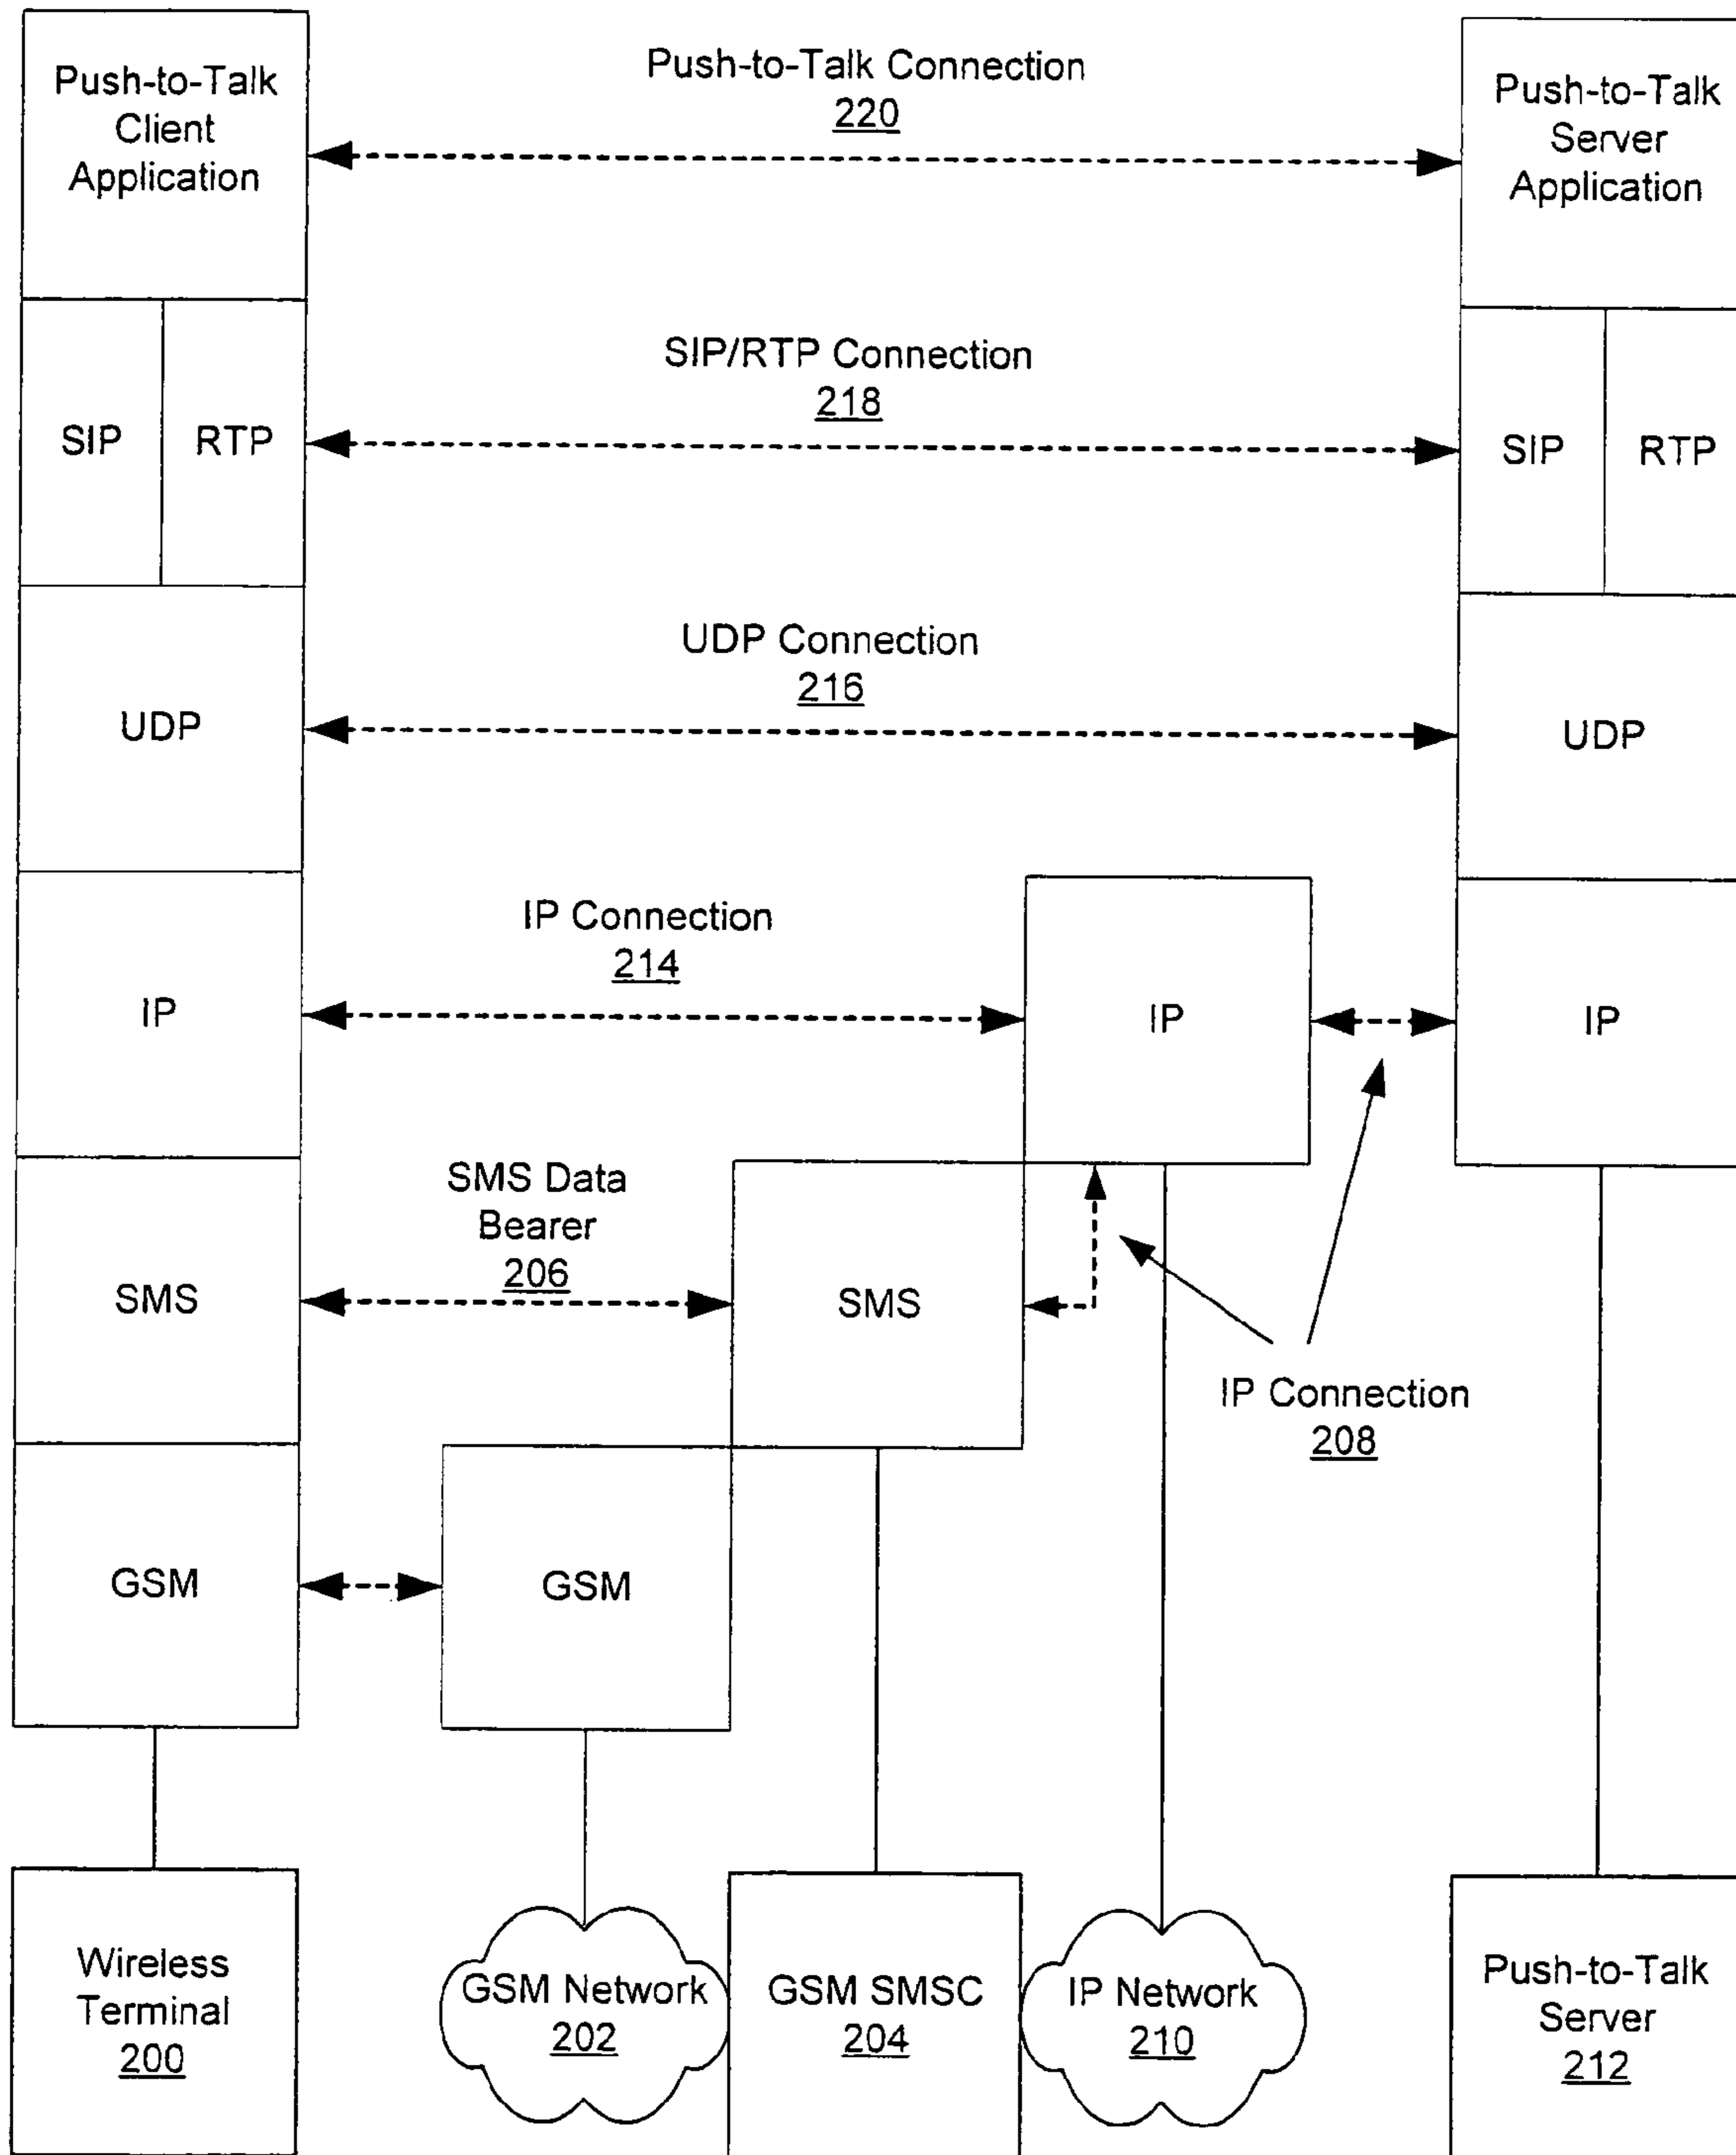 Push-to-Talk
Client
Application
Push-to-Talk Connection
220
Push-to-Talk
Server
Application
SIP
RTP
SIP/RTP Connection
218
SIP
RTP
UDP
UDP Connection
216
UDP
IP
IP Connection
214
IP
IP
SMS
SMS Data
Bearer
206
SMS
IP Connection
208
GSM
GSM
Wireless
Terminal
200
GSM Network
202
GSM SMSC
204
IP Network
210
Push-to-Talk
Server
212